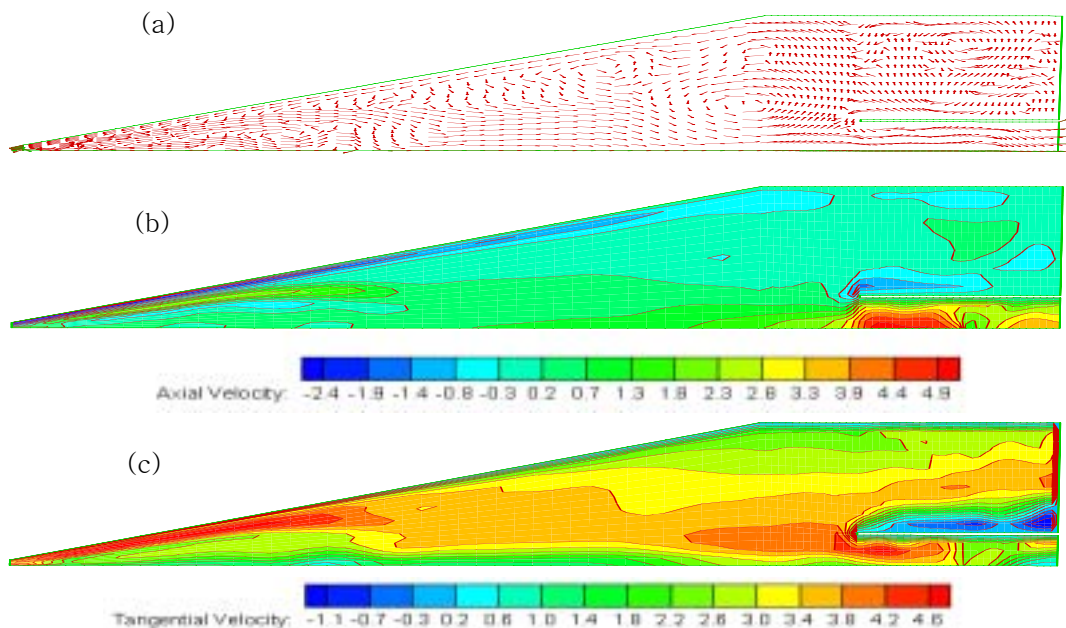 (a)
(b)
Axial Velocity: -2.4 -1.9 -1.4 -0.8 -0.3 0.2 0.7 1.3 1.8 2.3 2.8 3.3 3.9 4.4 4.9
(c)
Tangential Velocity: -1.1 -0.7 -0.3 0.2 0.6 1.0 1.4 1.8 2.2 2.6 3.0 3.4 3.8 4.2 4.6